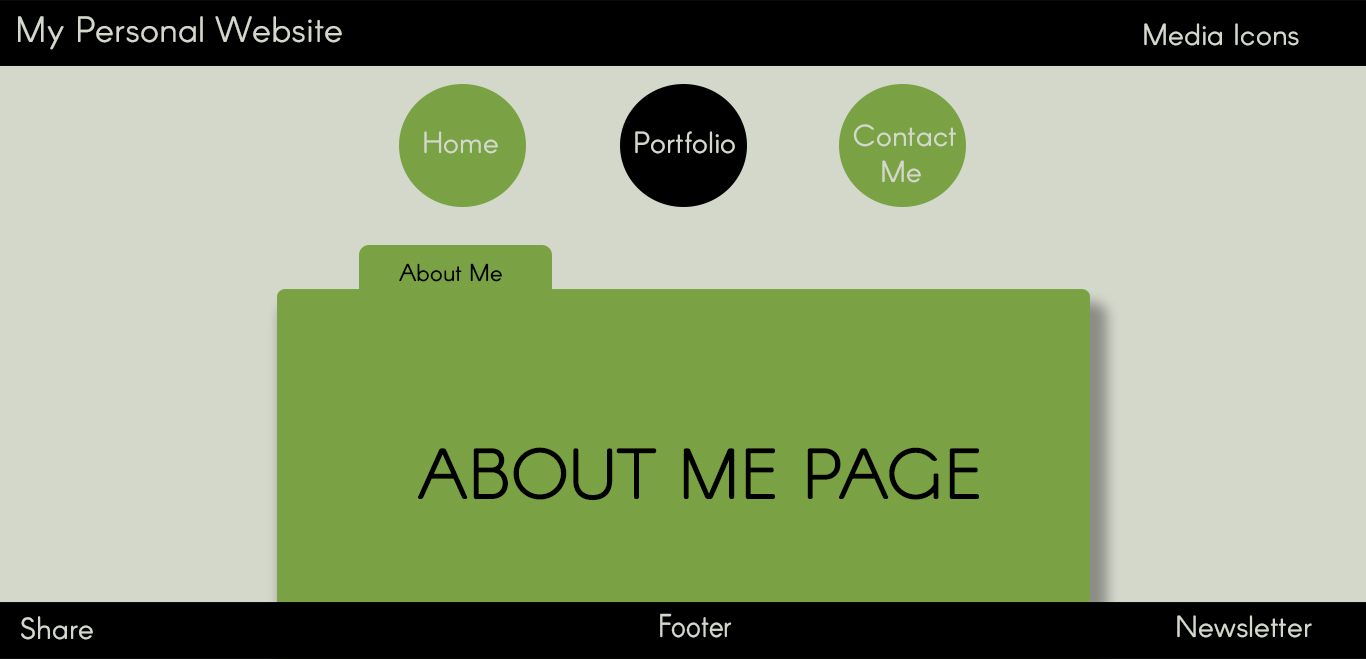 My Personal Website
Media Icons
Home
Portfolio
Contact
Me
About Me
ABOUT ME PAGE
Share
Footer
Newsletter